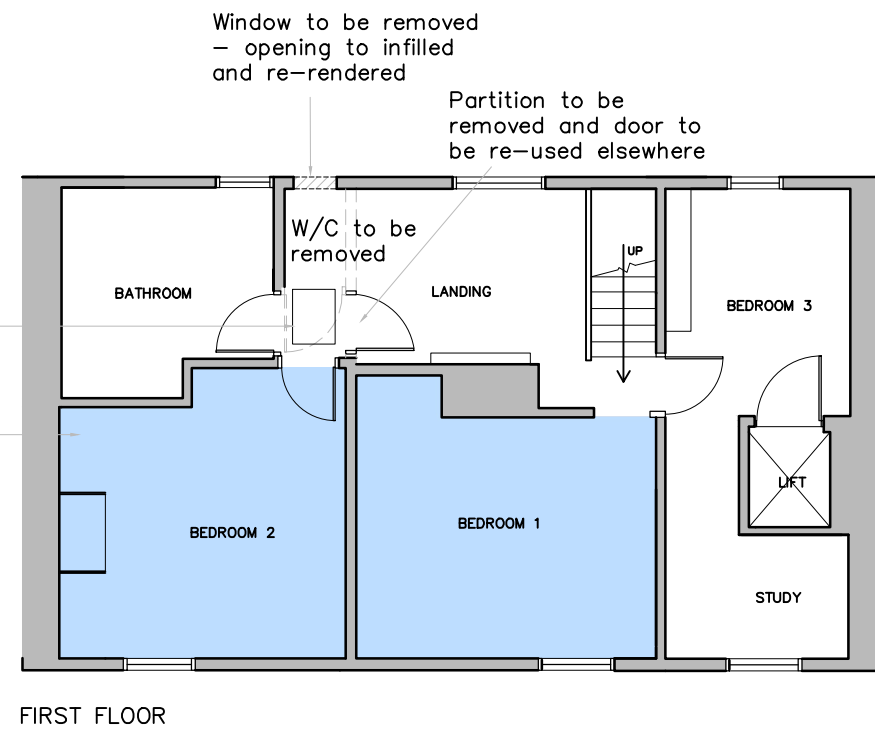 Window to be removed
– opening to infilled
and re–rendered
Partition to be
removed and door to
be re–used elsewhere
W/C to be
removed
UP
BATHROOM
LANDING
BEDROOM 3
LIFT
BEDROOM 2
BEDROOM 1
STUDY
FIRST FLOOR